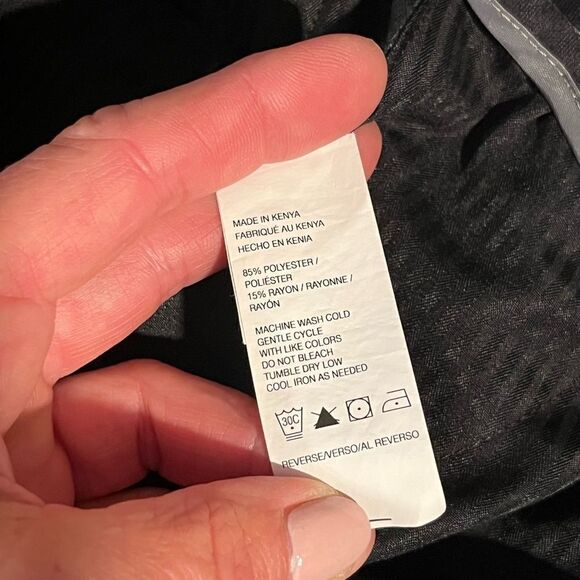 MADE IN KENYA
FABRIQUÉ AU KENYA
HECHO EN KENIA
85% POLYESTER /
POLIÉSTER
15% RAYON / RAYONNE /
RAYÓN
MACHINE WASH COLD
GENTLE CYCLE
WITH LIKE COLORS
DO NOT BLEACH
TUMBLE DRY LOW
COOL IRON AS NEEDED
30C
REVERSE/VERSO/AL REVERSO